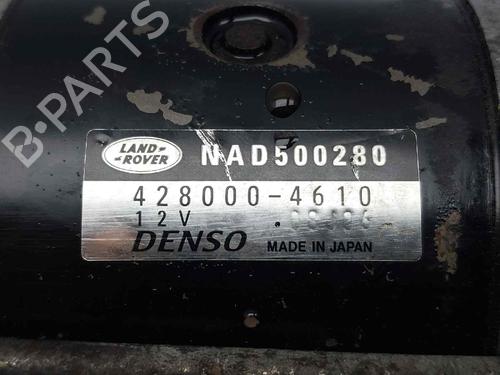 B-PARTS
LAND-
-ROVER
NAD500280
428000-4610
12V
DENSO MADE IN JAPAN